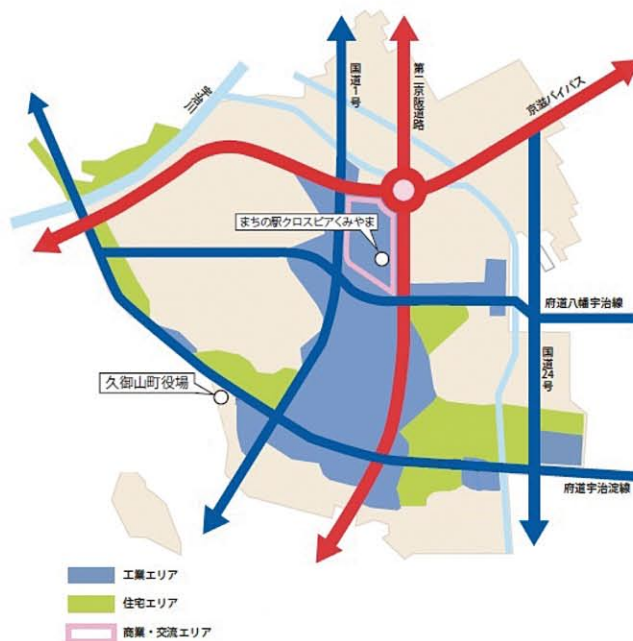 宇治川
国道1号
第二京阪道路
京滋バイパス
まちの駅クロスピアくみやま
府道八幡宇治線
久御山町役場
国道24号
府道宇治淀線
工業エリア
住宅エリア
商業・交流エリア